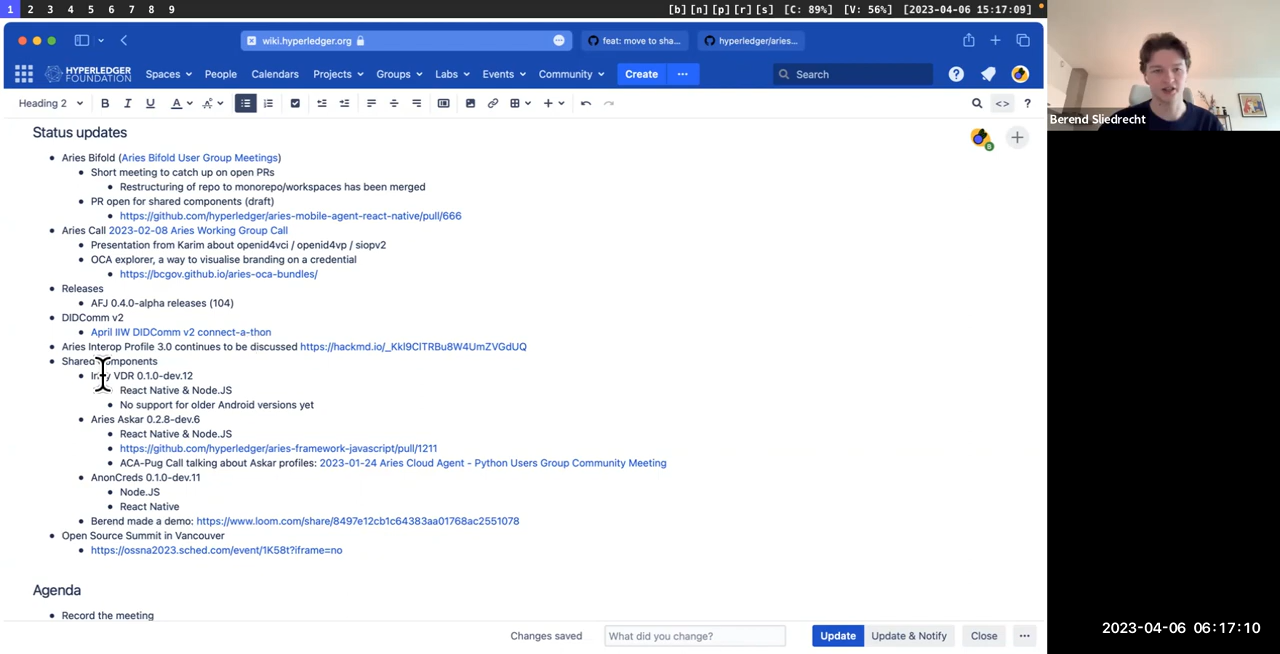 1 2 3 4 5 6 7 8 9 [b][n][p][r][s] [C: 89%] [V: 56%] [2023-04-06 15:17:09]
wiki.hyperledger.org feat: move to sha... hyperledger/aries...
HYPERLEDGER FOUNDATION Spaces People Calendars Projects Groups Labs Events Community Create ... Search
Heading 2 B I U A
Status updates
Aries Bifold (Aries Bifold User Group Meetings)
Short meeting to catch up on open PRs
Restructuring of repo to monorepo/workspaces has been merged
PR open for shared components (draft)
https://github.com/hyperledger/aries-mobile-agent-react-native/pull/666
Aries Call 2023-02-08 Aries Working Group Call
Presentation from Karim about openid4vci / openid4vp / siopv2
OCA explorer, a way to visualise branding on a credential
https://bcgov.github.io/aries-oca-bundles/
Releases
AFJ 0.4.0-alpha releases (104)
DIDComm v2
April IIW DIDComm v2 connect-a-thon
Aries Interop Profile 3.0 continues to be discussed https://hackmd.io/_KkI9ClTRBu8W4UmZVGdUQ
Shared components
Indy VDR 0.1.0-dev.12
React Native & Node.JS
No support for older Android versions yet
Aries Askar 0.2.8-dev.6
React Native & Node.JS
https://github.com/hyperledger/aries-framework-javascript/pull/1211
ACA-Pug Call talking about Askar profiles: 2023-01-24 Aries Cloud Agent - Python Users Group Community Meeting
AnonCreds 0.1.0-dev.11
Node.JS
React Native
Berend made a demo: https://www.loom.com/share/8497e12cb1c64383aa01768ac2551078
Open Source Summit in Vancouver
https://ossna2023.sched.com/event/1K58t?iframe=no
Agenda
Record the meeting
Changes saved What did you change? Update Update & Notify Close ...
Berend Sliedrecht
2023-04-06 06:17:10